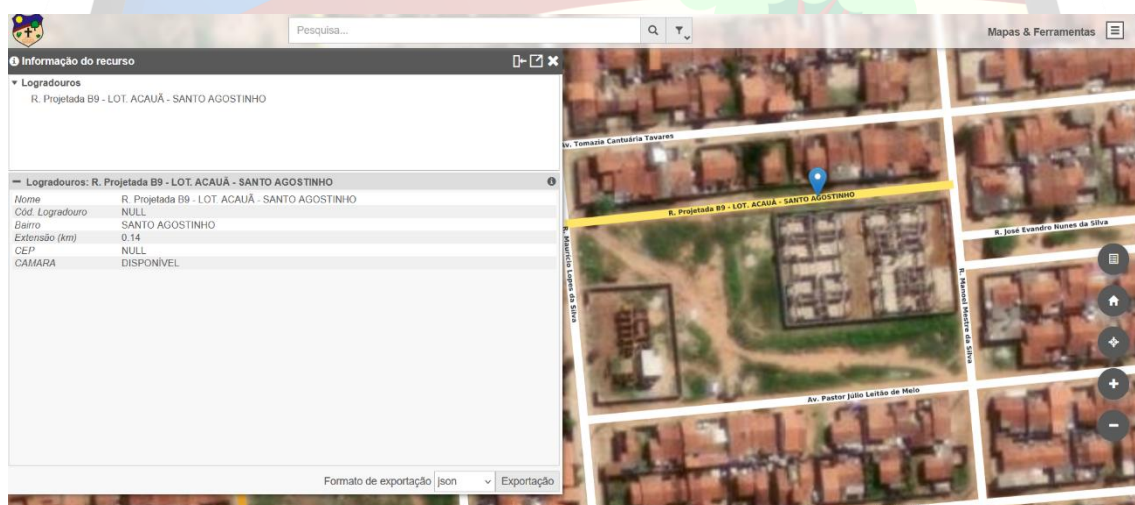 Pesquisa...
Mapas & Ferramentas
Informação do recurso
Logradouros
R. Projetada B9 - LOT. ACAUÃ - SANTO AGOSTINHO
Logradouros: R. Projetada B9 - LOT. ACAUÃ - SANTO AGOSTINHO
Nome R. Projetada B9 - LOT. ACAUÃ - SANTO AGOSTINHO
Cód. Logradouro NULL
Bairro SANTO AGOSTINHO
Extensão (km) 0.14
CEP NULL
CAMARA DISPONÍVEL
Formato de exportação json Exportação
Av. Tomazia Cantuária Tavares
R. Projetada B9 - LOT. ACAUÃ - SANTO AGOSTINHO
R. José Evandro Nunes da Silva
R. Maurício Lopes da Silva
R. Manoel Mestre da Silva
Av. Pastor Júlio Leitão de Melo